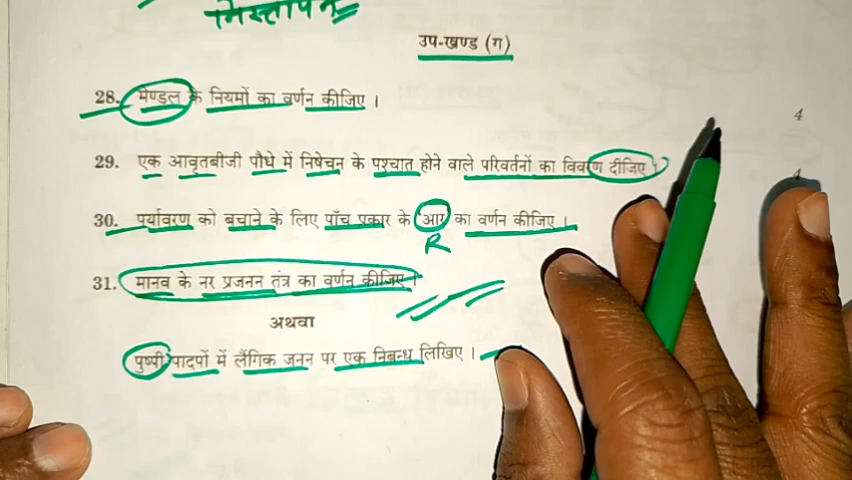 निस्तापन
उप-खण्ड (ग)
28. मेण्डल के नियमों का वर्णन कीजिए । 4
29. एक आवृतबीजी पौधे में निषेचन के पश्चात होने वाले परिवर्तनों का विवरण दीजिए । 4
30. पर्यावरण को बचाने के लिए पाँच प्रकार के 'आर' का वर्णन कीजिए ।
R
31. मानव के नर प्रजनन तंत्र का वर्णन कीजिए ।
अथवा
पुष्पी पादपों में लैंगिक जनन पर एक निबन्ध लिखिए ।